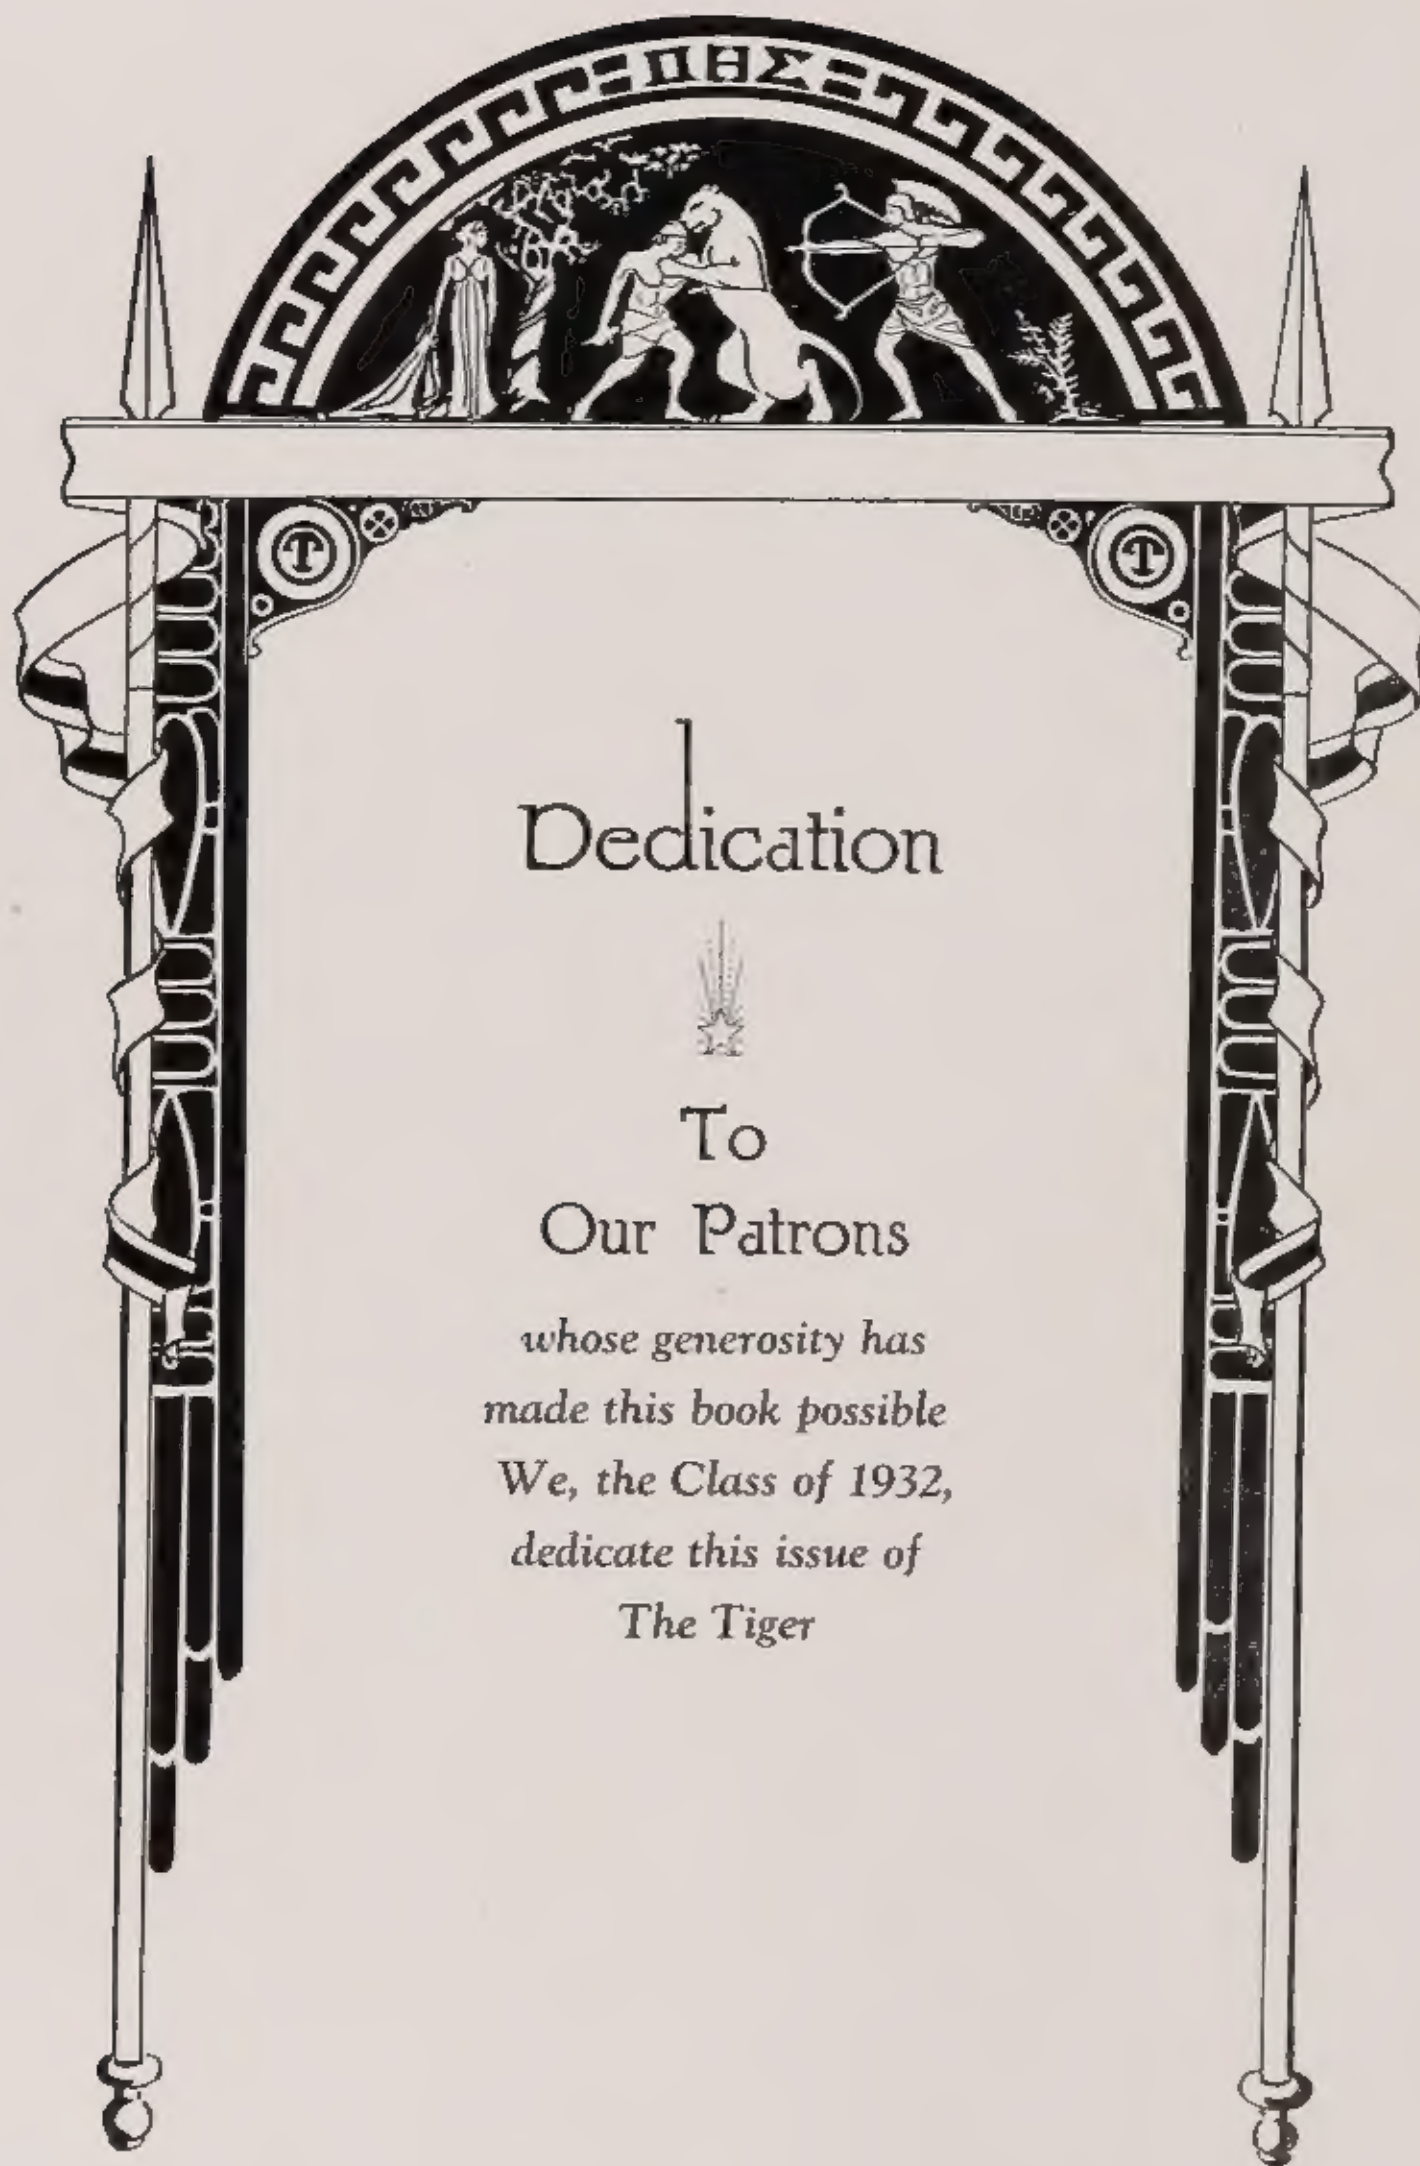 ΠΗΣ
T T
Dedication
To
Our Patrons
whose generosity has
made this book possible
We, the Class of 1932,
dedicate this issue of
The Tiger